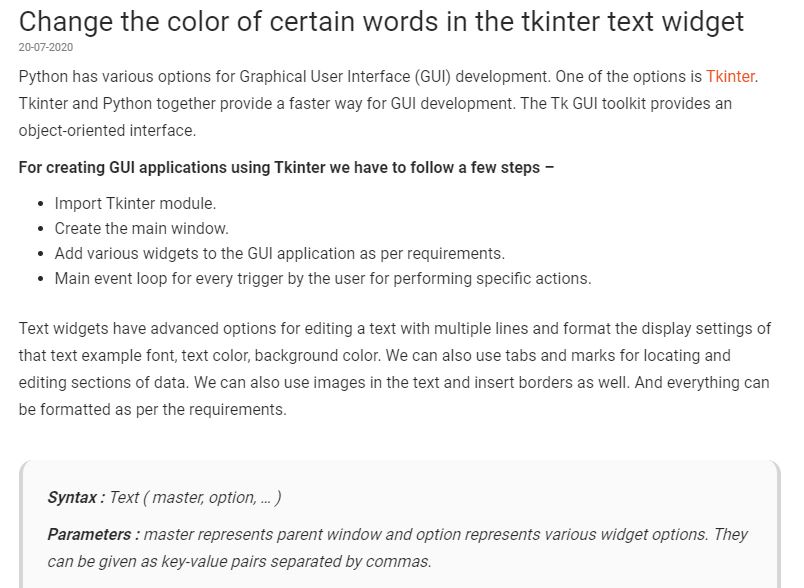 Change the color of certain words in the tkinter text widget
20-07-2020
Python has various options for Graphical User Interface (GUI) development. One of the options is Tkinter.
Tkinter and Python together provide a faster way for GUI development. The Tk GUI toolkit provides an
object-oriented interface.
For creating GUI applications using Tkinter we have to follow a few steps –
• Import Tkinter module.
• Create the main window.
• Add various widgets to the GUI application as per requirements.
• Main event loop for every trigger by the user for performing specific actions.
Text widgets have advanced options for editing a text with multiple lines and format the display settings of
that text example font, text color, background color. We can also use tabs and marks for locating and
editing sections of data. We can also use images in the text and insert borders as well. And everything can
be formatted as per the requirements.
Syntax : Text ( master, option, … )
Parameters : master represents parent window and option represents various widget options. They
can be given as key-value pairs separated by commas.